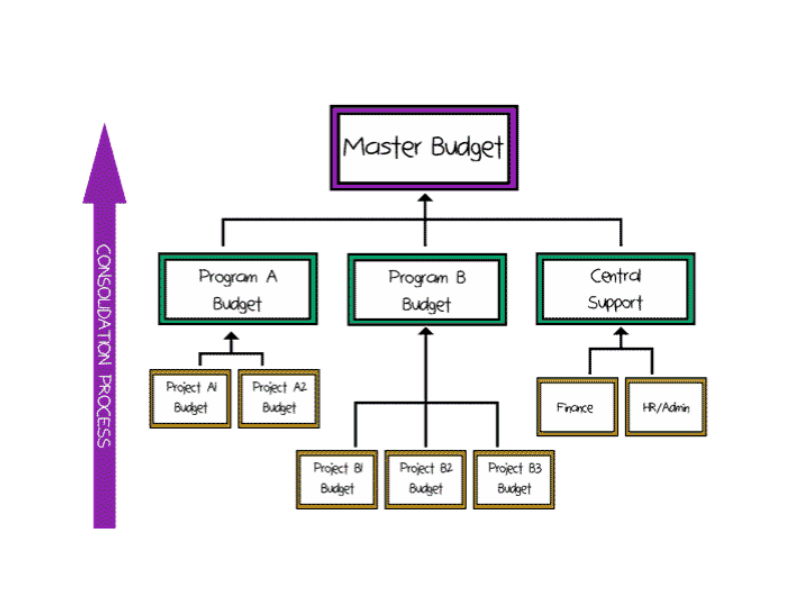 Master Budget
CONSOLIDATION PROCESS
Program A
Budget
Program B
Budget
Central
Support
Project A1
Budget
Project A2
Budget
Finance
HR/Admin
Project B1
Budget
Project B2
Budget
Project B3
Budget